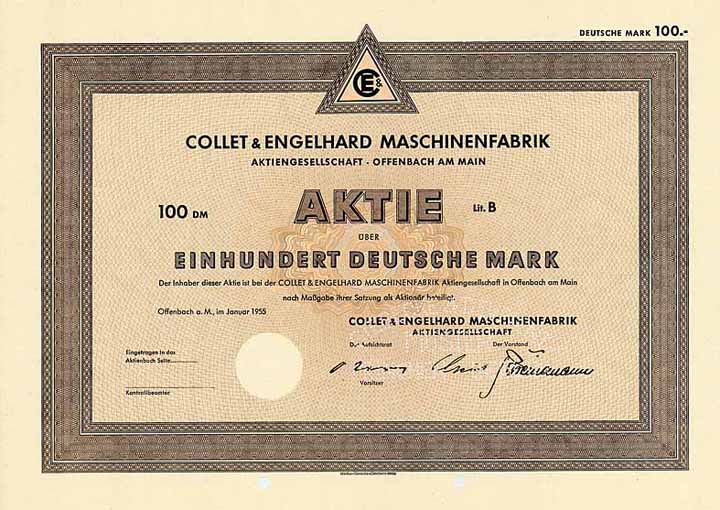 DEUTSCHE MARK 100.-
CE&
COLLET & ENGELHARD MASCHINENFABRIK
AKTIENGESELLSCHAFT · OFFENBACH AM MAIN
100 DM AKTIE Lit. B
ÜBER
EINHUNDERT DEUTSCHE MARK
Der Inhaber dieser Aktie ist bei der COLLET & ENGELHARD MASCHINENFABRIK Aktiengesellschaft in Offenbach am Main
nach Maßgabe ihrer Satzung als Aktionär beteiligt.
Offenbach a. M., im Januar 1955
COLLET & ENGELHARD MASCHINENFABRIK
AKTIENGESELLSCHAFT
Der Aufsichtsrat Der Vorstand
Eingetragen in das
Aktienbuch Seite
Vorsitzer
Kontrollbeamter